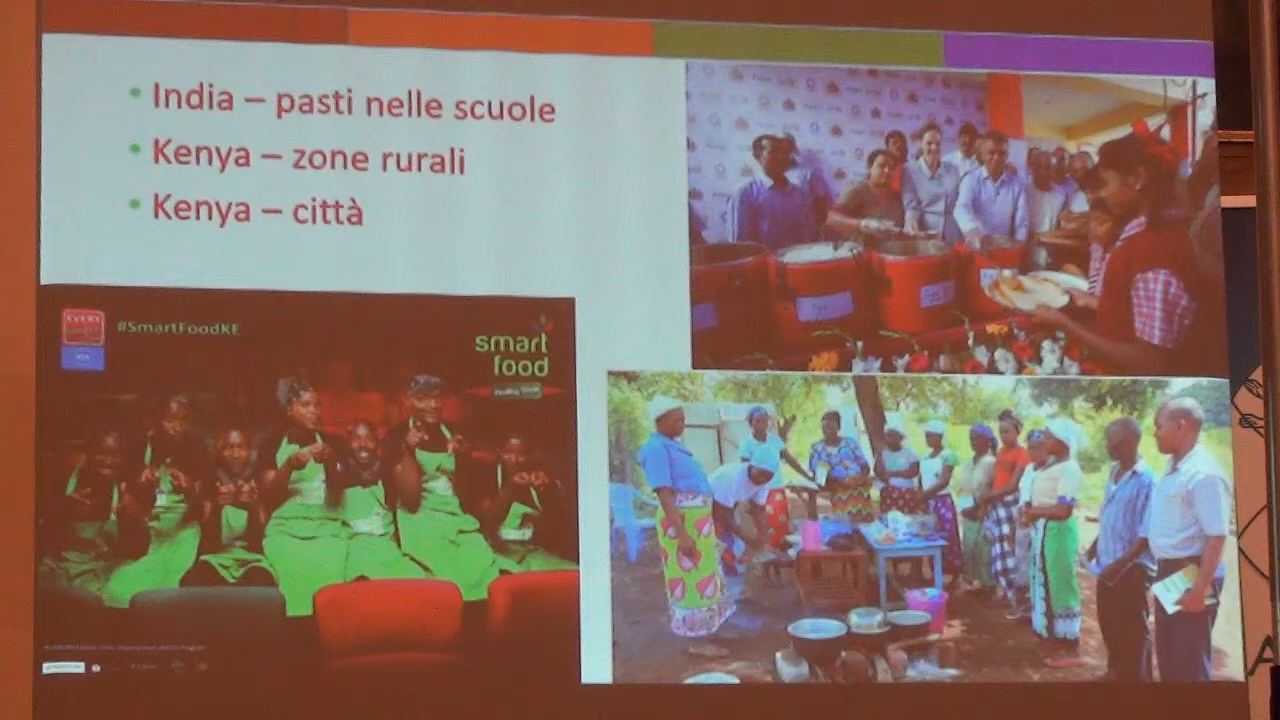 • India – pasti nelle scuole
• Kenya – zone rurali
• Kenya – città
#SmartFoodKE
smart
food